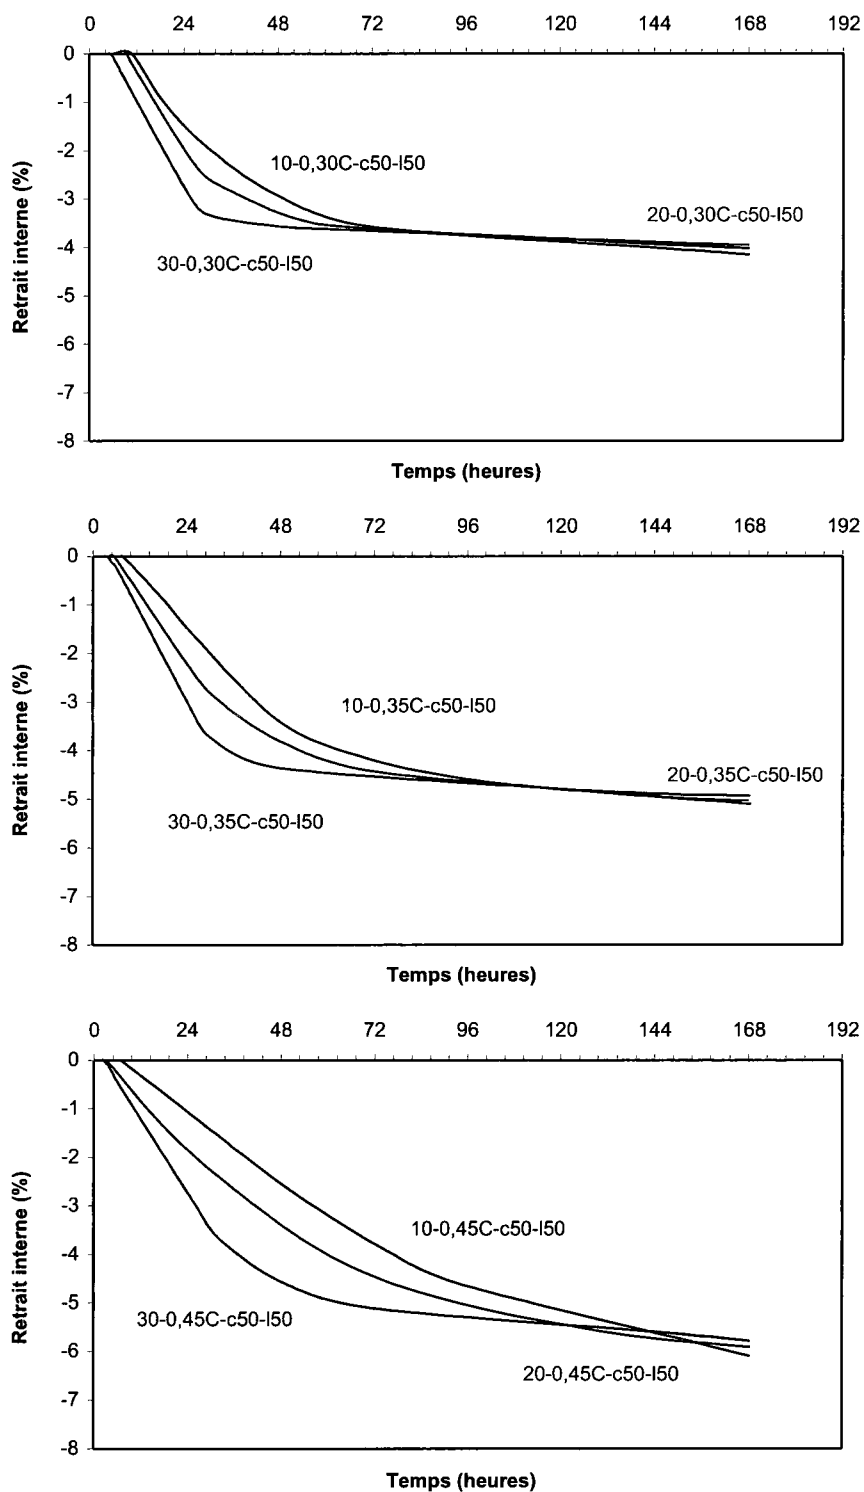 0 24 48 72 96 120 144 168 192
0
-1
-2
-3
-4
-5
-6
-7
-8
Retrait interne (%)
10-0,30C-c50-I50
20-0,30C-c50-I50
30-0,30C-c50-I50
Temps (heures)
0 24 48 72 96 120 144 168 192
0
-1
-2
-3
-4
-5
-6
-7
-8
Retrait interne (%)
10-0,35C-c50-I50
20-0,35C-c50-I50
30-0,35C-c50-I50
Temps (heures)
0 24 48 72 96 120 144 168 192
0
-1
-2
-3
-4
-5
-6
-7
-8
Retrait interne (%)
10-0,45C-c50-I50
30-0,45C-c50-I50
20-0,45C-c50-I50
Temps (heures)